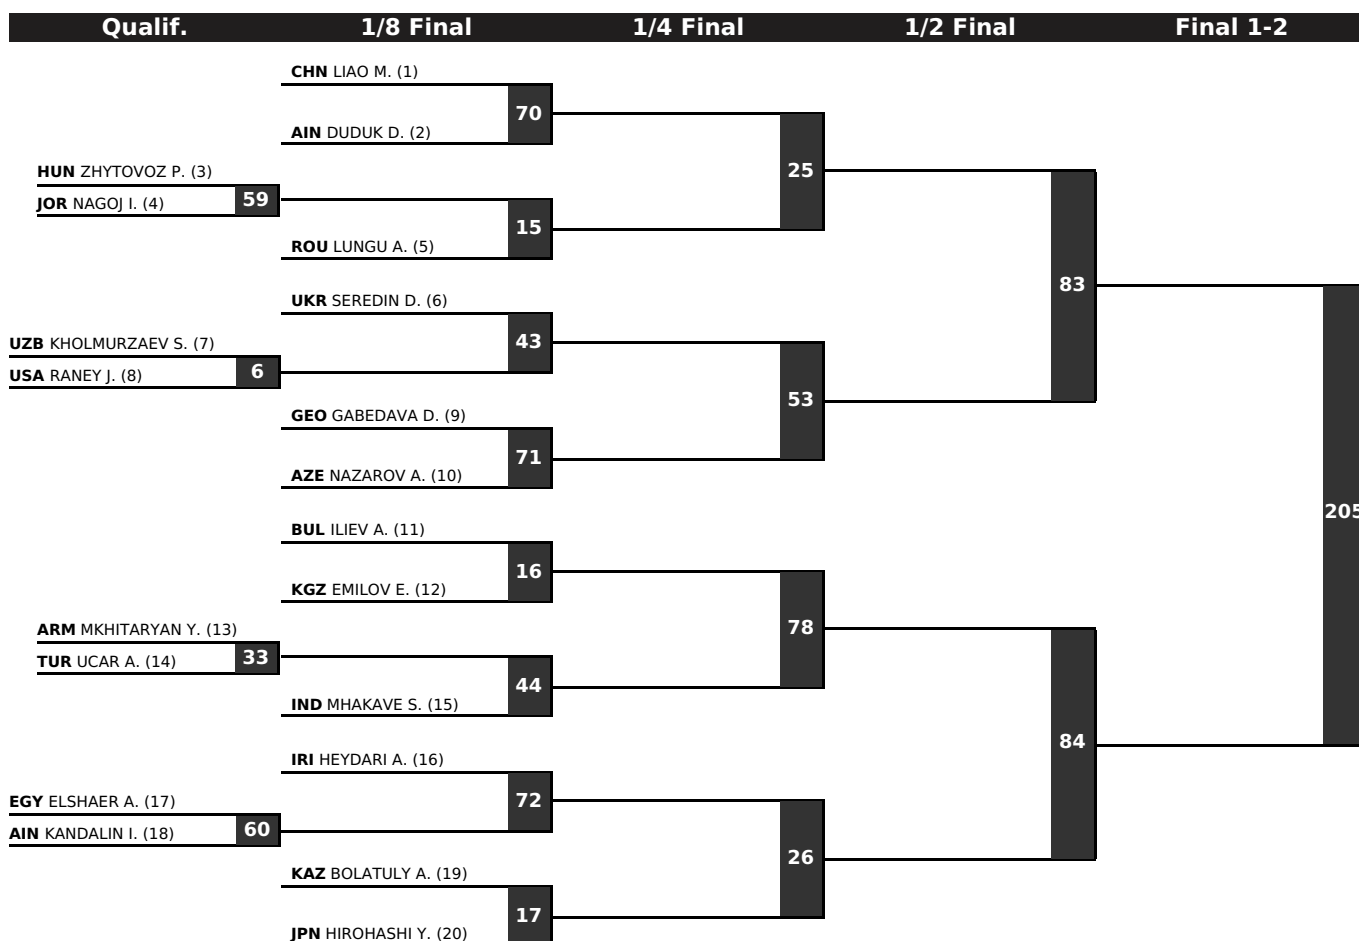 Qualif. 1/8 Final 1/4 Final 1/2 Final Final 1-2
CHN LIAO M. (1)
70
AIN DUDUK D. (2)
HUN ZHYTOVOZ P. (3)
25
JOR NAGOJ I. (4) 59
15
ROU LUNGU A. (5)
83
UKR SEREDIN D. (6)
43
UZB KHOLMURZAEV S. (7)
USA RANEY J. (8) 6
53
GEO GABEDAVA D. (9)
71
AZE NAZAROV A. (10)
205
BUL ILIEV A. (11)
16
KGZ EMILOV E. (12)
78
ARM MKHITARYAN Y. (13)
TUR UCAR A. (14) 33
44
IND MHAKAVE S. (15)
84
IRI HEYDARI A. (16)
72
EGY ELSHAER A. (17)
AIN KANDALIN I. (18) 60
26
KAZ BOLATULY A. (19)
17
JPN HIROHASHI Y. (20)